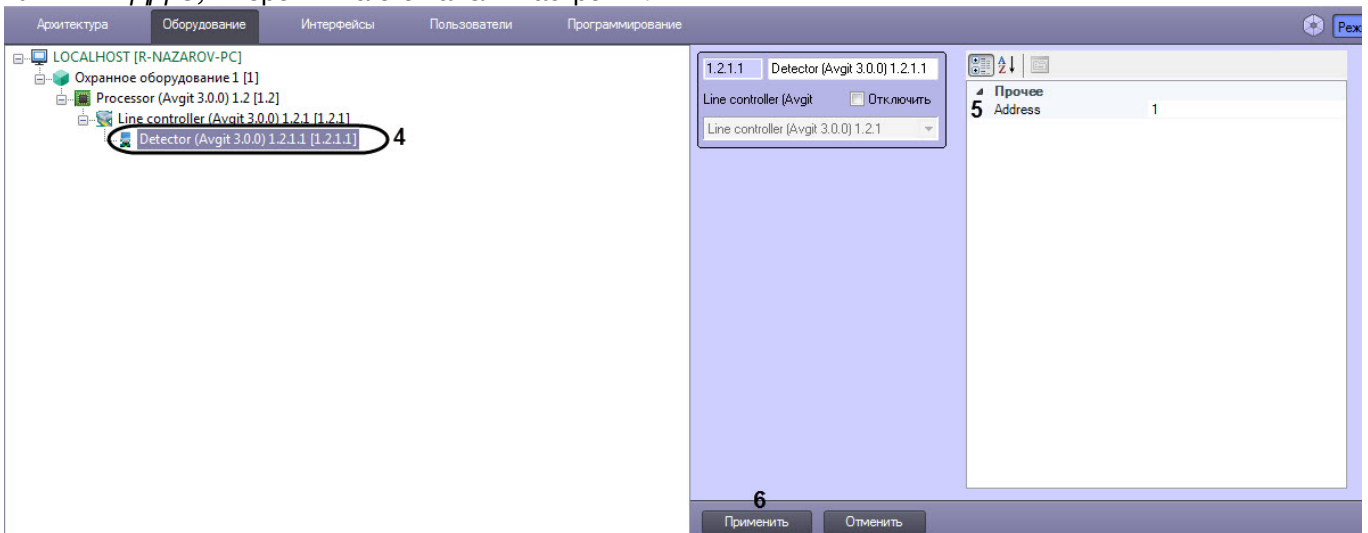 Архитектура Оборудование Интерфейсы Пользователи Программирование
LOCALHOST [R-NAZAROV-PC]
Охранное оборудование 1 [1]
Processor (Avgit 3.0.0) 1.2 [1.2]
Line controller (Avgit 3.0.0) 1.2.1 [1.2.1]
Detector (Avgit 3.0.0) 1.2.1.1 [1.2.1.1] 4
1.2.1.1 Detector (Avgit 3.0.0) 1.2.1.1
Line controller (Avgit Отключить
Line controller (Avgit 3.0.0) 1.2.1
Прочее
5 Address 1
6
Применить Отменить